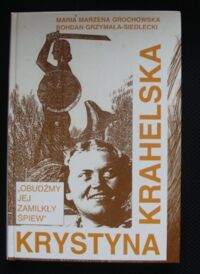 MARIA MARZENA GROCHOWSKA
BOHDAN GRZYMAŁA-SIEDLECKI
„OBUDŹMY
JEJ
ZAMILKŁY
ŚPIEW"
KRYSTYNA
KRAHELSKA